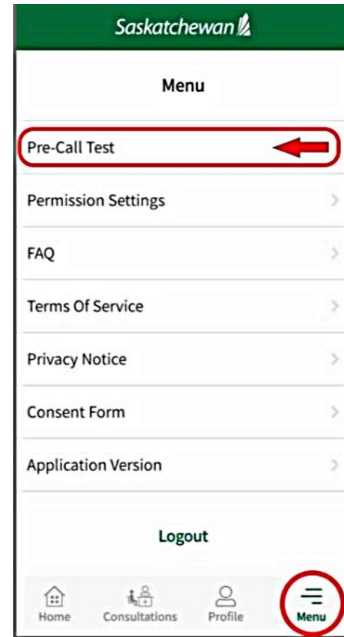 Saskatchewan
Menu
Pre-Call Test
Permission Settings
FAQ
Terms Of Service
Privacy Notice
Consent Form
Application Version
Logout
Home Consultations Profile Menu